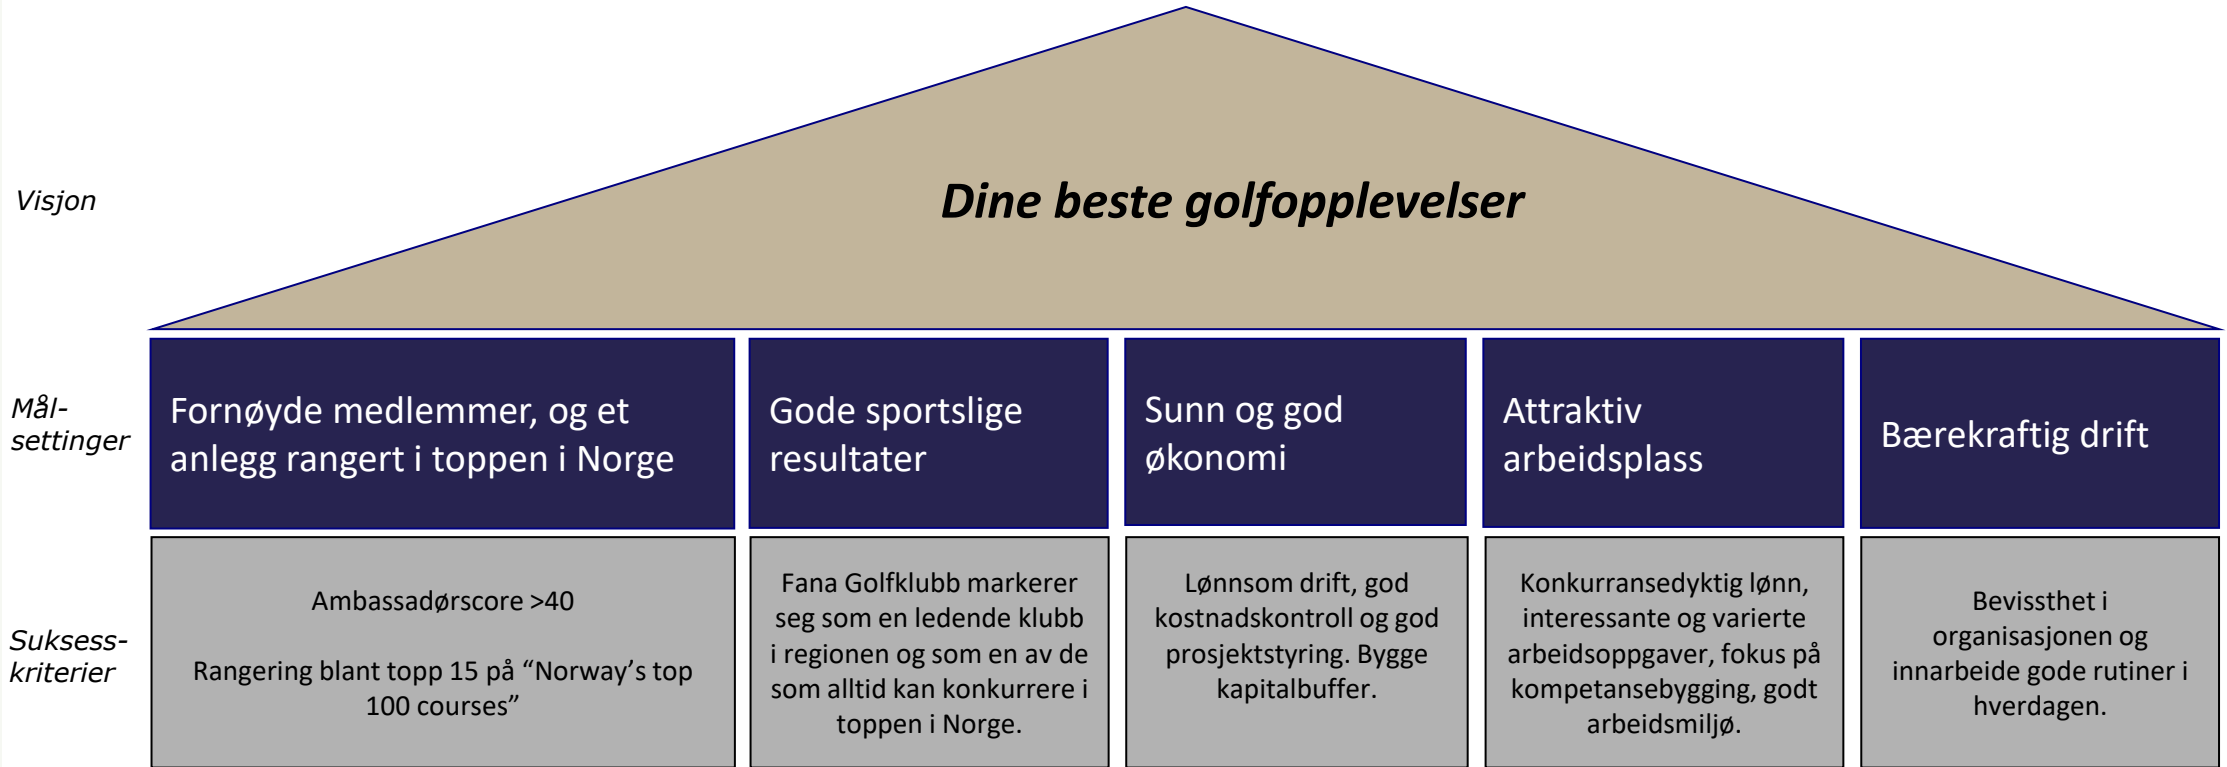 Visjon
Dine beste golfopplevelser
Mål-
settinger
Fornøyde medlemmer, og et
anlegg rangert i toppen i Norge
Gode sportslige
resultater
Sunn og god
økonomi
Attraktiv
arbeidsplass
Bærekraftig drift
Suksess-
kriterier
Ambassadørscore >40
Rangering blant topp 15 på “Norway’s top
100 courses”
Fana Golfklubb markerer
seg som en ledende klubb
i regionen og som en av de
som alltid kan konkurrere i
toppen i Norge.
Lønnsom drift, god
kostnadskontroll og god
prosjektstyring. Bygge
kapitalbuffer.
Konkurransedyktig lønn,
interessante og varierte
arbeidsoppgaver, fokus på
kompetansebygging, godt
arbeidsmiljø.
Bevissthet i
organisasjonen og
innarbeide gode rutiner i
hverdagen.